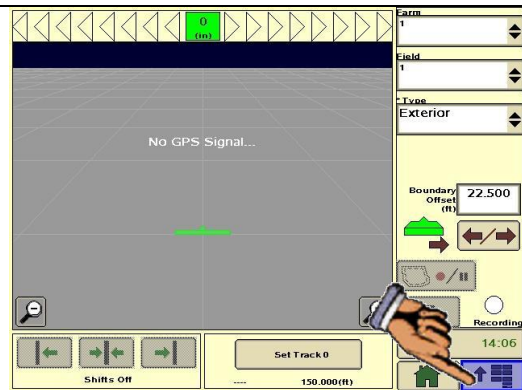 0
(in)
No GPS Signal...
Shifts Off
Set Track 0
---- 150.000(ft)
Farm
1
Field
1
* Type
Exterior
Boundary
Offset
(ft)
22.500
Recording
14:06